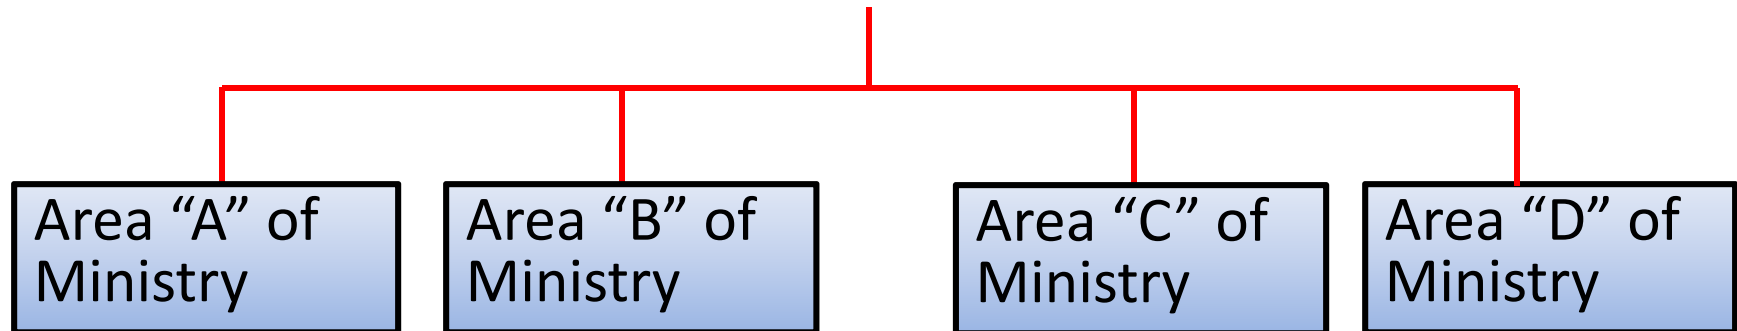 Area “A” of
Ministry
Area “B” of
Ministry
Area “C” of
Ministry
Area “D” of
Ministry